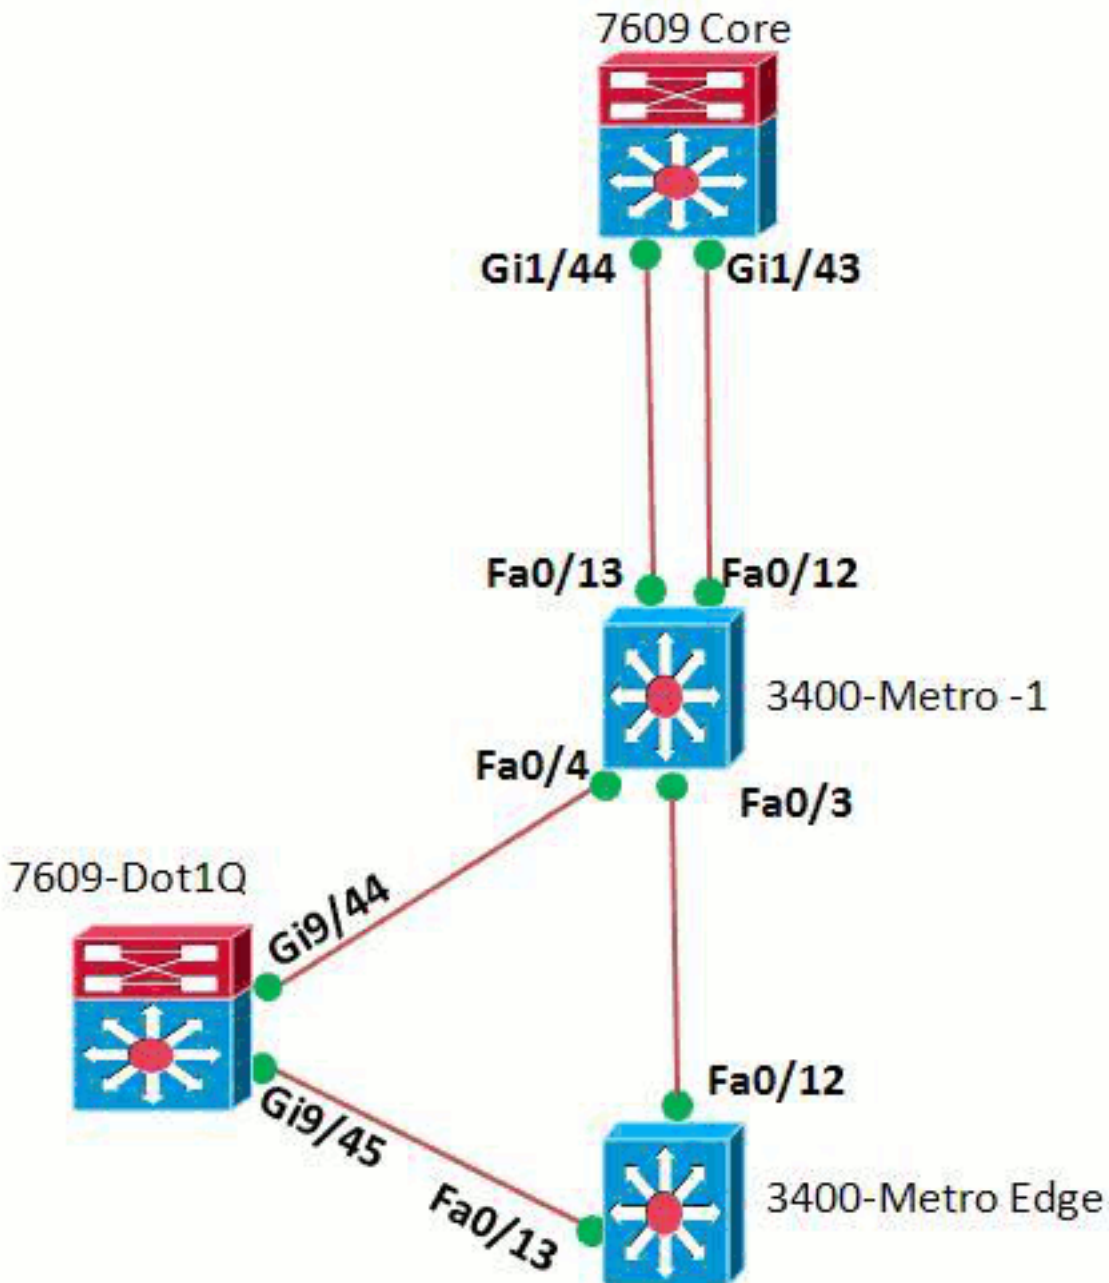 7609 Core
Gi1/44
Gi1/43
Fa0/13
Fa0/12
3400-Metro -1
Fa0/4
Fa0/3
7609-Dot1Q
Gi9/44
Fa0/12
Gi9/45
Fa0/13
3400-Metro Edge